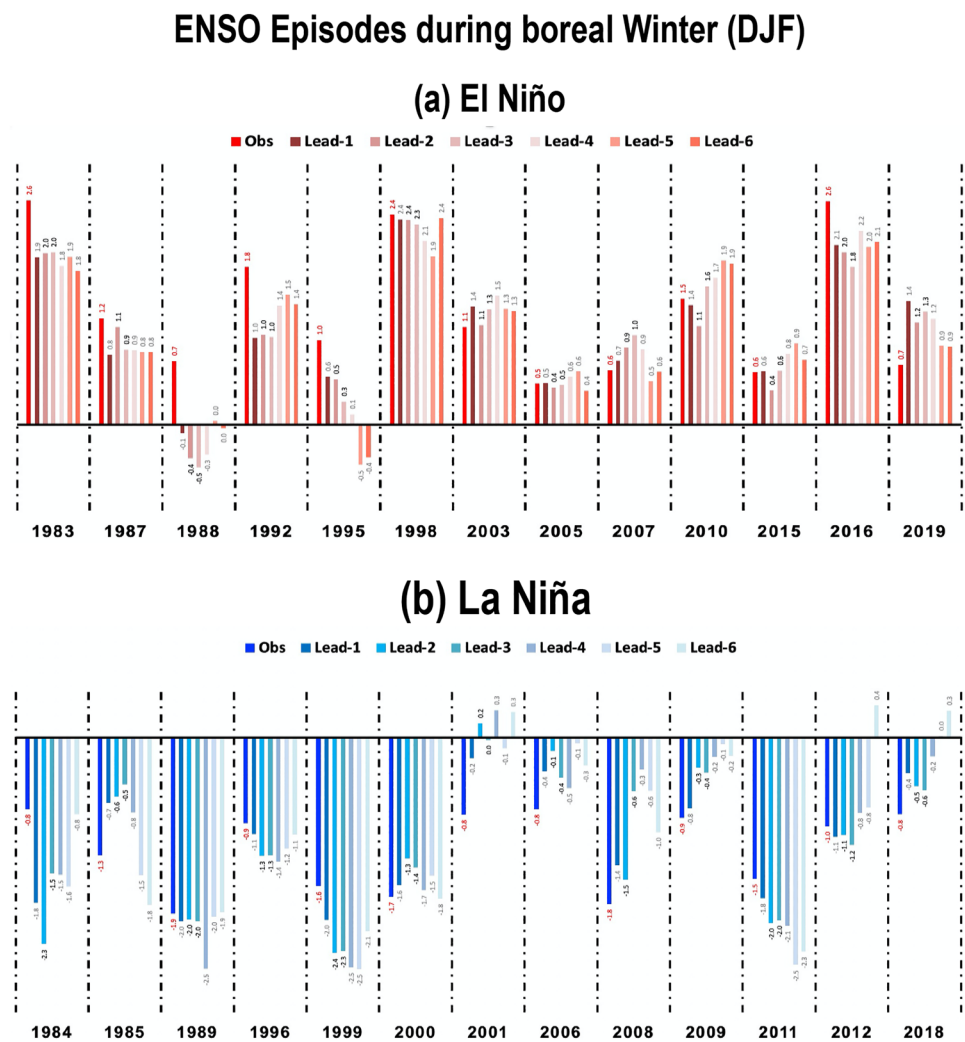 ENSO Episodes during boreal Winter (DJF)
(a) El Niño
Obs Lead-1 Lead-2 Lead-3 Lead-4 Lead-5 Lead-6
2.6 1.9 2.0 2.0 1.8 1.9 1.8
1.2 0.8 1.1 0.9 0.9 0.8 0.8
0.7 -0.1 -0.4 -0.5 -0.3 0.0 0.0
1.8 1.0 1.0 1.0 1.4 1.5 1.4
1.0 0.6 0.5 0.3 0.1 -0.5 -0.4
2.4 2.4 2.4 2.3 2.1 1.9 2.4
1.1 1.4 1.1 1.3 1.5 1.3 1.3
0.5 0.5 0.4 0.5 0.6 0.6 0.4
0.6 0.7 0.9 1.0 0.9 0.5 0.6
1.5 1.4 1.1 1.6 1.7 1.9 1.9
0.6 0.6 0.4 0.6 0.8 0.9 0.7
2.6 2.1 2.0 1.8 2.2 2.0 2.1
0.7 1.4 1.2 1.3 1.2 0.9 0.9
1983 1987 1988 1992 1995 1998 2003 2005 2007 2010 2015 2016 2019
(b) La Niña
Obs Lead-1 Lead-2 Lead-3 Lead-4 Lead-5 Lead-6
-0.8 -1.8 -2.3 -1.5 -1.5 -1.6 -0.8
-1.3 -0.7 -0.6 -0.5 -0.8 -1.5 -1.8
-1.9 -2.0 -2.0 -2.0 -2.5 -2.0 -1.9
-0.9 -1.1 -1.3 -1.3 -1.4 -1.2 -1.1
-1.6 -2.0 -2.4 -2.3 -2.5 -2.5 -2.1
-1.7 -1.6 -1.3 -1.4 -1.7 -1.5 -1.8
-0.8 -0.2 0.2 0.0 0.3 -0.1 0.3
-0.8 -0.4 -0.1 -0.4 -0.5 -0.1 -0.3
-1.8 -1.4 -1.5 -0.6 -0.3 -0.6 -1.0
-0.9 -0.8 -0.3 -0.4 -0.2 -0.1 -0.2
-1.5 -1.8 -2.0 -2.0 -2.1 -2.5 -2.3
-1.0 -1.1 -1.1 -1.2 -0.8 -0.8 0.4
-0.8 -0.4 -0.5 -0.6 -0.2 0.0 0.3
1984 1985 1989 1996 1999 2000 2001 2006 2008 2009 2011 2012 2018